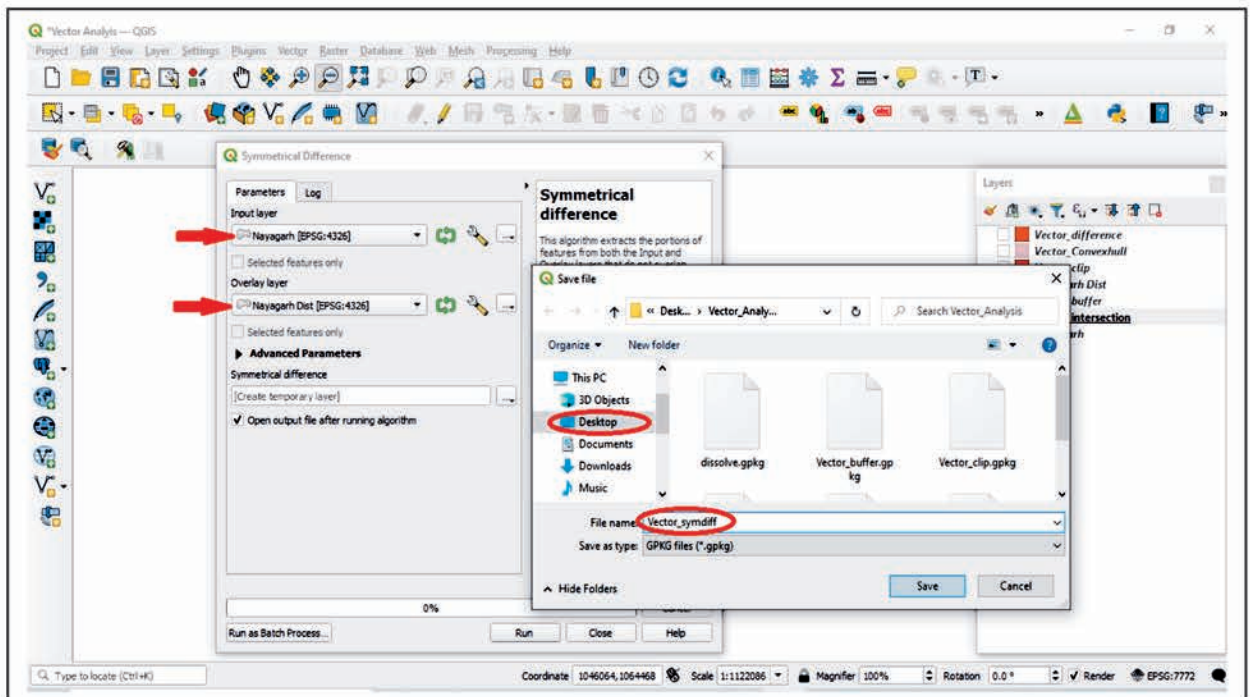 *Vector Analyis — QGIS
Project Edit View Layer Settings Plugins Vector Raster Database Web Mesh Processing Help
Symmetrical Difference
Parameters Log
Input layer
Nayagarh [EPSG:4326]
Selected features only
Overlay layer
Nayagarh Dist [EPSG:4326]
Selected features only
Advanced Parameters
Symmetrical difference
[Create temporary layer]
Open output file after running algorithm
0%
Run as Batch Process...
Run Close Help
Symmetrical
difference
This algorithm extracts the portions of
features from both the Input and
Save file
« Desk... › Vector_Analy...
Search Vector_Analysis
Organize New folder
This PC
3D Objects
Desktop
Documents
Downloads
Music
dissolve.gpkg
Vector_buffer.gp
kg
Vector_clip.gpkg
File name: Vector_symdiff
Save as type: GPKG files (*.gpkg)
Hide Folders
Save Cancel
Layers
Vector_difference
Vector_Convexhull
clip
rh Dist
buffer
intersection
rh
Type to locate (Ctrl+K)
Coordinate 1046064,1064468 Scale 1:1122086 Magnifier 100% Rotation 0.0 ° Render EPSG:7772